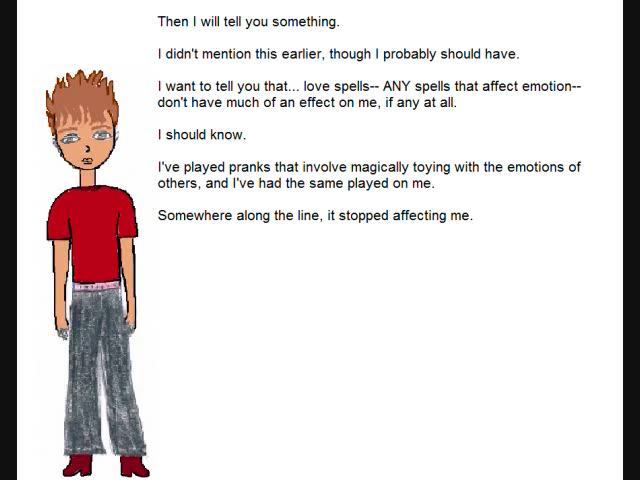 Then I will tell you something.
I didn't mention this earlier, though I probably should have.
I want to tell you that... love spells-- ANY spells that affect emotion--
don't have much of an effect on me, if any at all.
I should know.
I've played pranks that involve magically toying with the emotions of
others, and I've had the same played on me.
Somewhere along the line, it stopped affecting me.